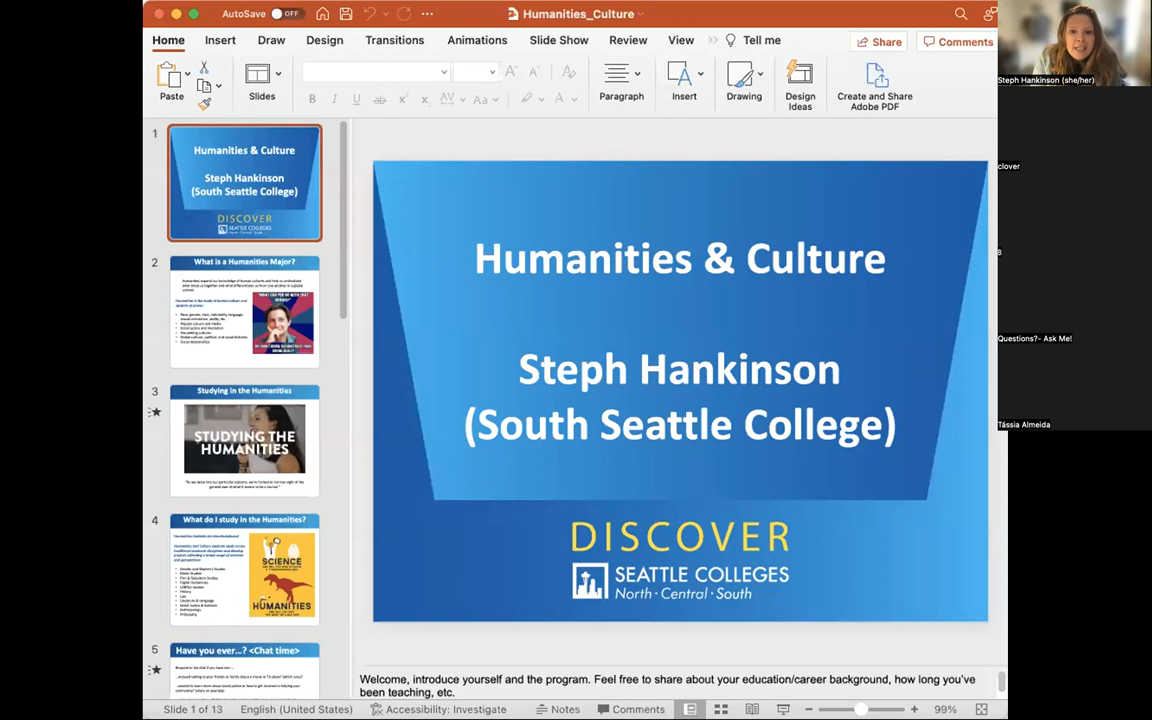 AutoSave OFF
Humanities_Culture
Home Insert Draw Design Transitions Animations Slide Show Review View Tell me Share Comments
Paste Slides Paragraph Insert Drawing Design Ideas Create and Share Adobe PDF
1
Humanities & Culture
Steph Hankinson
(South Seattle College)
DISCOVER
SEATTLE COLLEGES
North · Central · South
2
What is a Humanities Major?
3
Studying in the Humanities
STUDYING THE
HUMANITIES
4
What do I study in the Humanities?
SCIENCE
HUMANITIES
5
Have you ever...? <Chat time>
Humanities & Culture
Steph Hankinson
(South Seattle College)
DISCOVER
SEATTLE COLLEGES
North · Central · South
Welcome, introduce yourself and the program. Feel free to share about your education/career background, how long you've
been teaching, etc.
Slide 1 of 13 English (United States) Accessibility: Investigate Notes Comments 99%
Steph Hankinson (she/her)
clover
Questions?- Ask Me!
Tássia Almeida